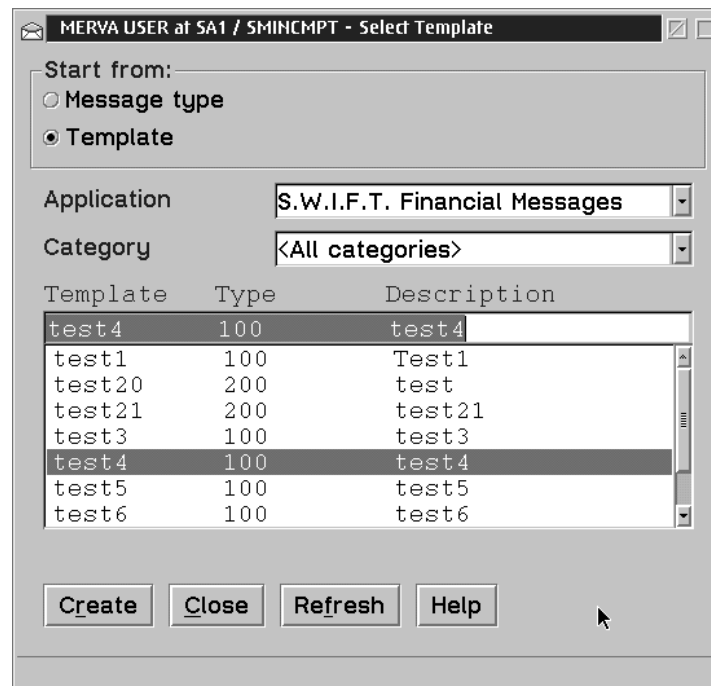 MERVA USER at SA1 / SMINCMPT - Select Template
Start from:
Message type
Template
Application S.W.I.F.T. Financial Messages
Category <All categories>
Template Type Description
test4 100 test4
test1 100 Test1
test20 200 test
test21 200 test21
test3 100 test3
test4 100 test4
test5 100 test5
test6 100 test6
Create Close Refresh Help